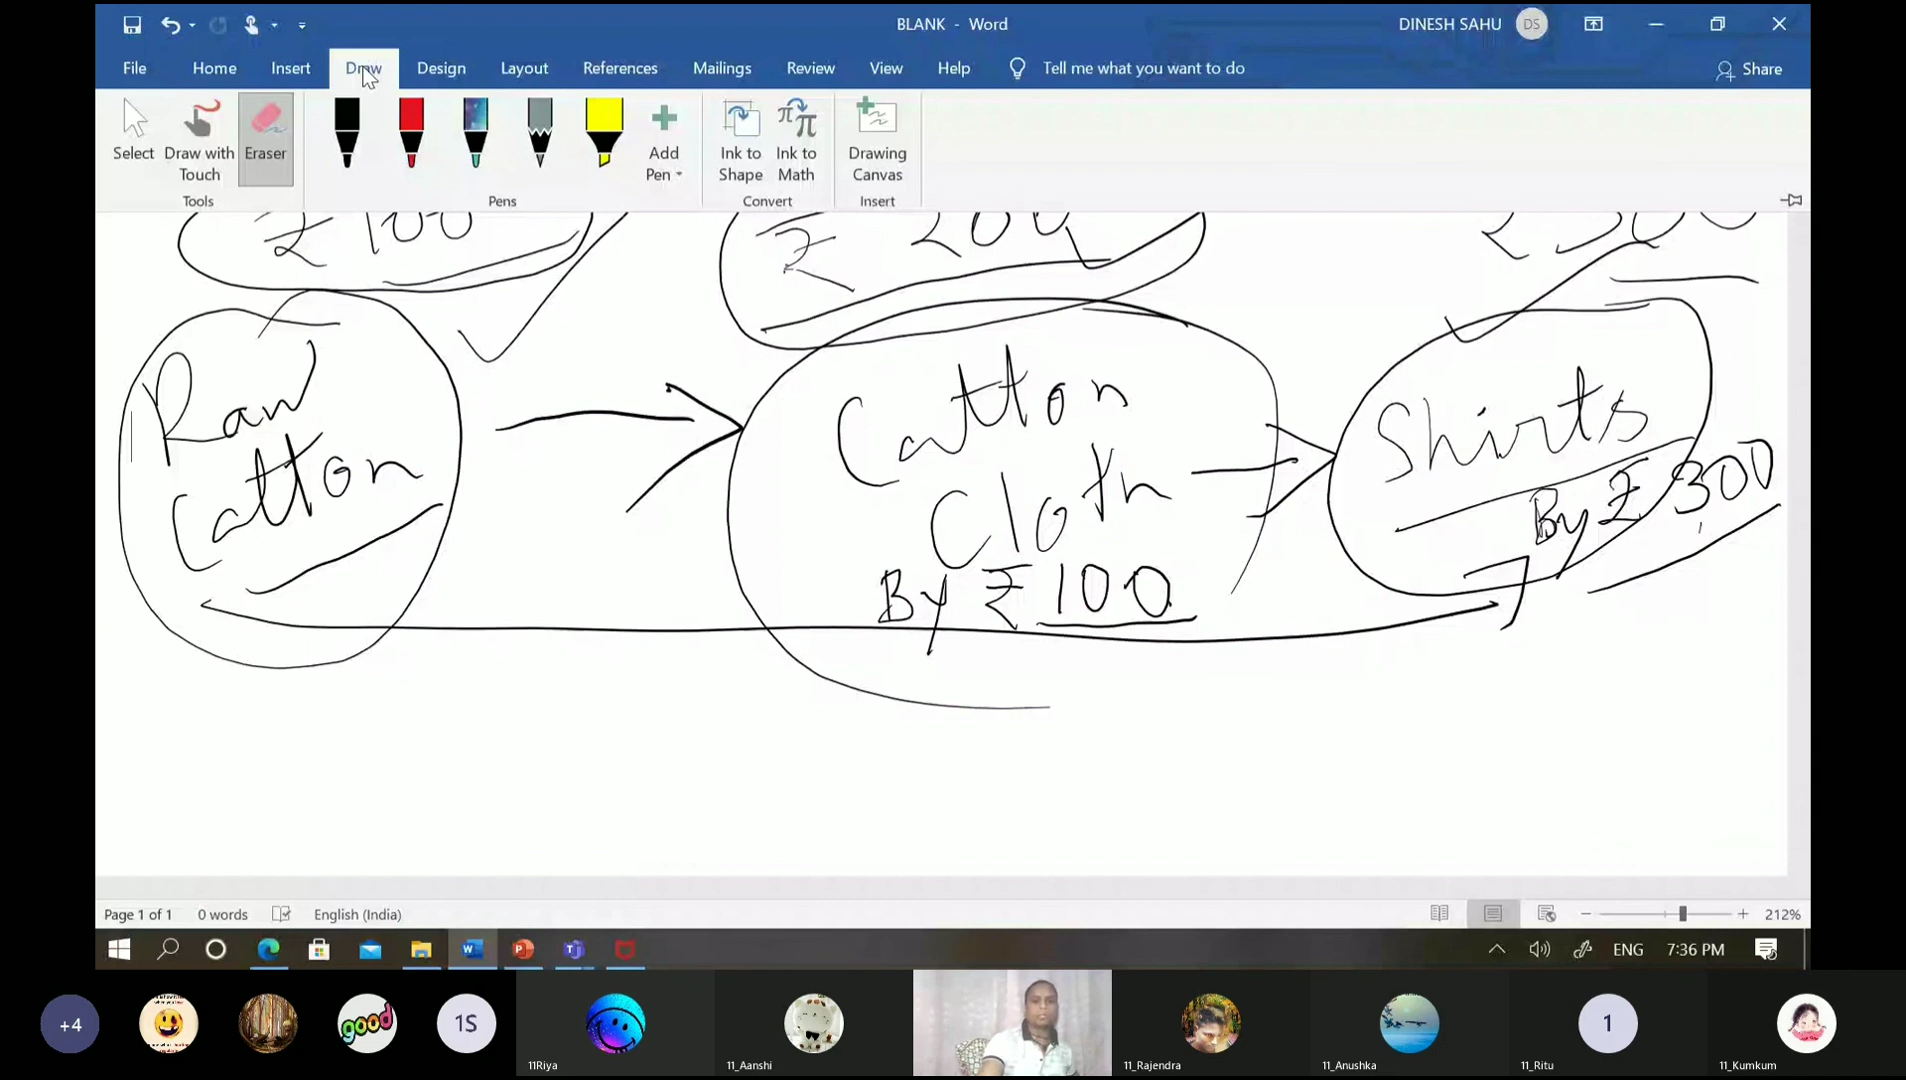 BLANK - Word
DINESH SAHU
DS
File
Home
Insert
Draw
Design
Layout
References
Mailings
Review
View
Help
Tell me what you want to do
Share
Select
Draw with
Touch
Eraser
Add
Pen
Ink to
Shape
Ink to
Math
Drawing
Canvas
Tools
Pens
Convert
Insert
₹ 100
₹ 200
₹ 300
Raw
Catton
Catton
Cloth
By ₹ 100
Shirts
By ₹ 300
Page 1 of 1
0 words
English (India)
212%
ENG
7:36 PM
+4
good
1S
11Riya
11_Aanshi
11_Rajendra
11_Anushka
1
11_Ritu
11_Kumkum